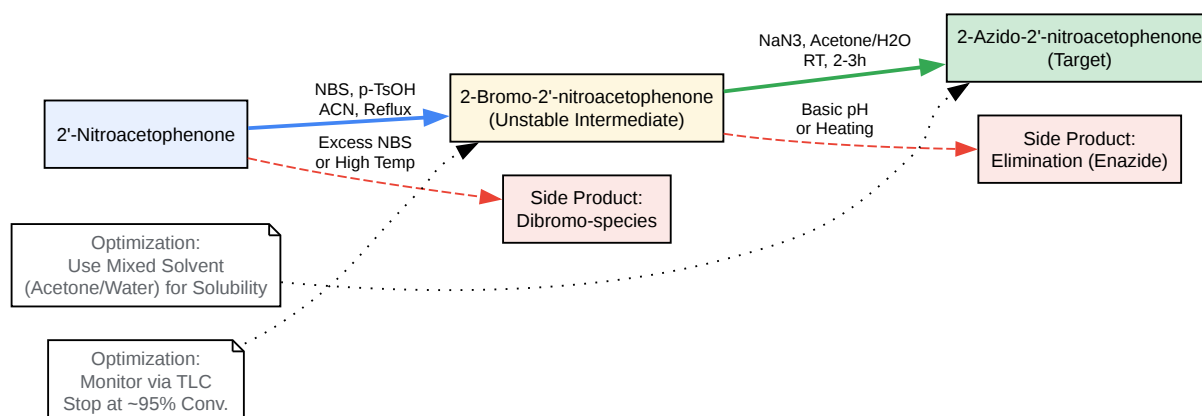 2'-Nitroacetophenone
NBS, p-TsOH
ACN, Reflux
Excess NBS
or High Temp
2-Bromo-2'-nitroacetophenone
(Unstable Intermediate)
Side Product:
Dibromo-species
NaN3, Acetone/H2O
RT, 2-3h
Basic pH
or Heating
2-Azido-2'-nitroacetophenone
(Target)
Side Product:
Elimination (Enazide)
Optimization:
Use Mixed Solvent
(Acetone/Water) for Solubility
Optimization:
Monitor via TLC
Stop at ~95% Conv.